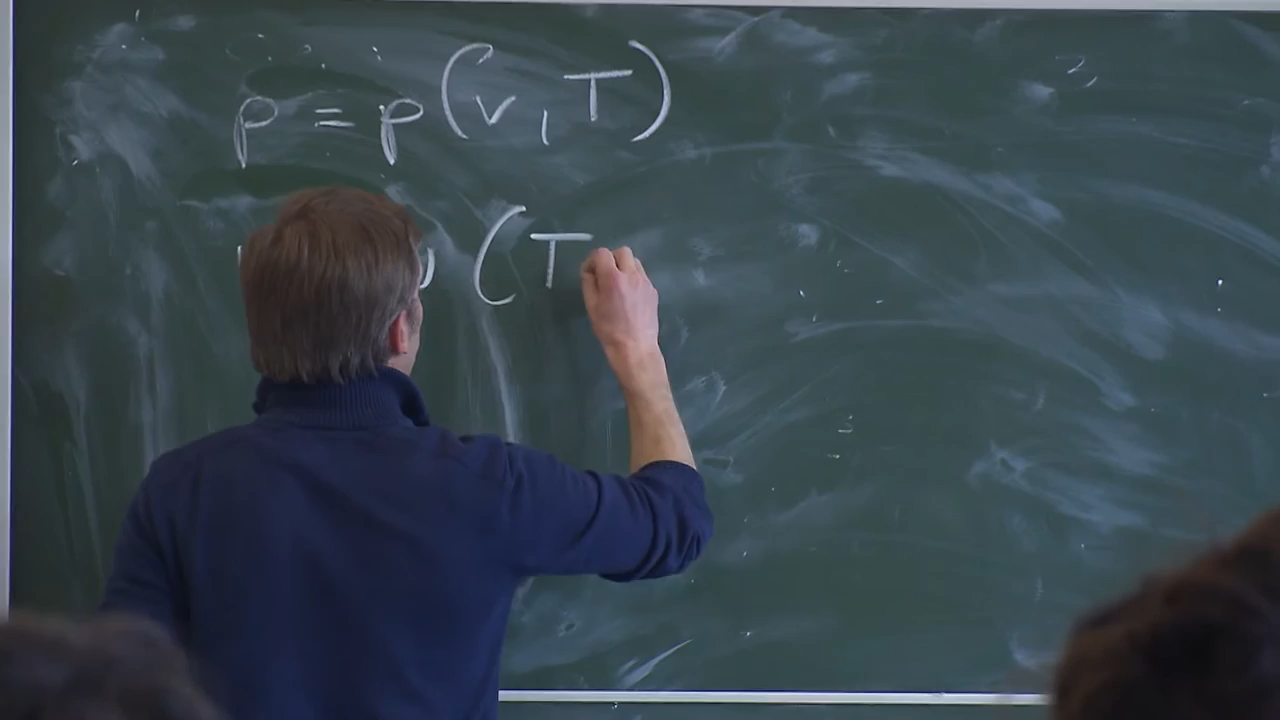 p = p (v, T)
(T